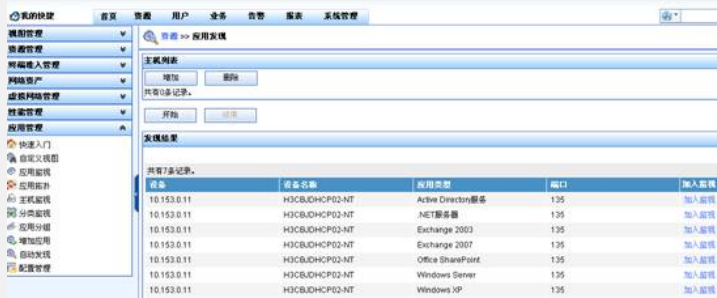 我的快捷 首页 资源 用户 业务 告警 报表 系统管理
视图管理
资源管理
终端准入管理
网络资产
虚拟网络管理
性能管理
应用管理
快速入门
自定义视图
应用监视
应用拓扑
主机监视
分类监视
应用分组
增加应用
自动发现
配置管理
资源 >> 应用发现
主机列表
增加 删除
共有0条记录。
开始 结束
发现结果
共有7条记录。
设备 设备名称 应用类型 端口 加入监视
10.153.0.11 H3CBJDHCP02-NT Active Directory服务 135 加入监视
10.153.0.11 H3CBJDHCP02-NT .NET服务器 135 加入监视
10.153.0.11 H3CBJDHCP02-NT Exchange 2003 135 加入监视
10.153.0.11 H3CBJDHCP02-NT Exchange 2007 135 加入监视
10.153.0.11 H3CBJDHCP02-NT Office SharePoint 135 加入监视
10.153.0.11 H3CBJDHCP02-NT Windows Server 135 加入监视
10.153.0.11 H3CBJDHCP02-NT Windows XP 135 加入监视